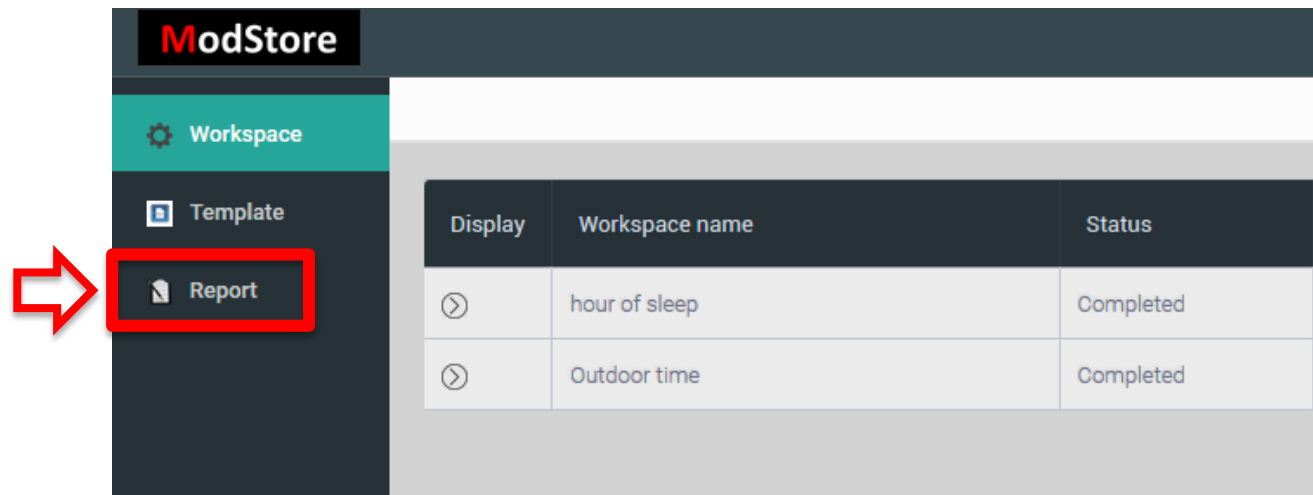 ModStore
Workspace
Template
Report
Display Workspace name Status
hour of sleep Completed
Outdoor time Completed